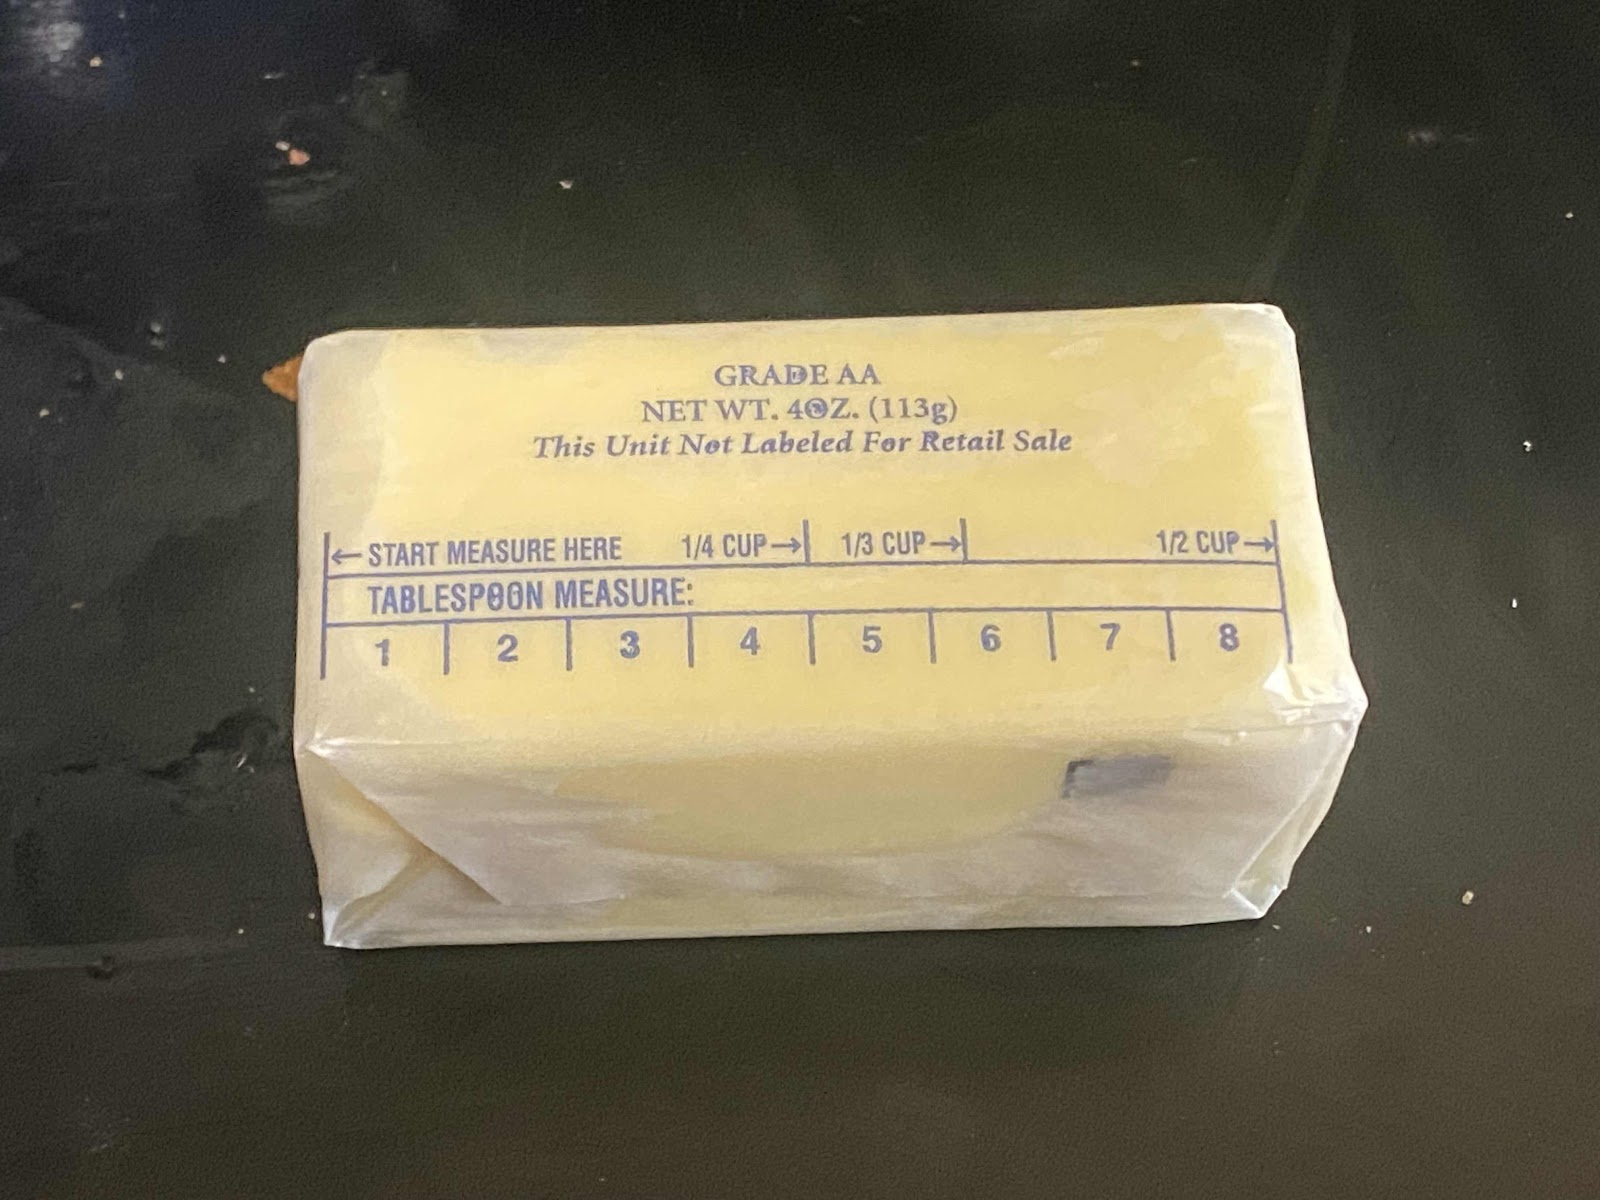 GRADE AA
NET WT. 4OZ. (113g)
This Unit Not Labeled For Retail Sale
← START MEASURE HERE 1/4 CUP→ 1/3 CUP→ 1/2 CUP→
TABLESPOON MEASURE:
1 2 3 4 5 6 7 8